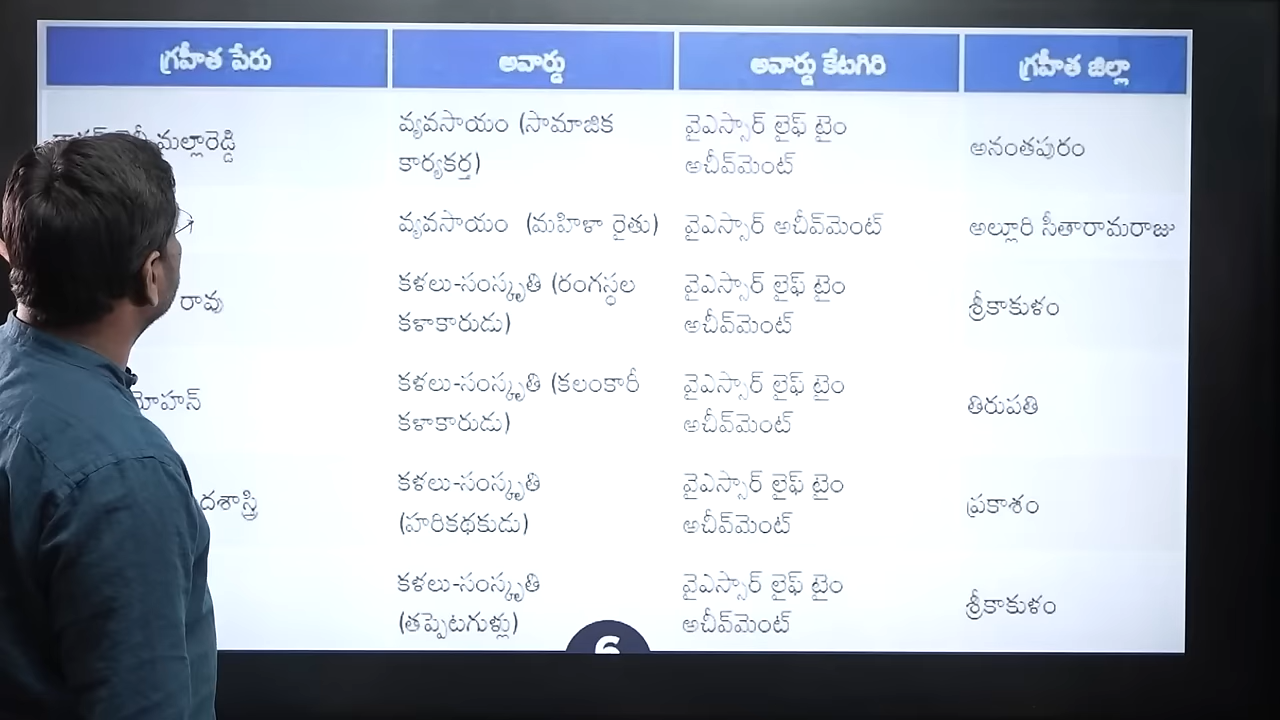 గ్రహీత పేరు అవార్డు అవార్డు కేటగిరి గ్రహీత జిల్లా
మల్లారెడ్డి వ్యవసాయం (సామాజిక కార్యకర్త) వైఎస్సార్ లైఫ్ టైం అచీవ్‌మెంట్ అనంతపురం
వ్యవసాయం (మహిళా రైతు) వైఎస్సార్ అచీవ్‌మెంట్ అల్లూరి సీతారామరాజు
రావు కళలు-సంస్కృతి (రంగస్థల కళాకారుడు) వైఎస్సార్ లైఫ్ టైం అచీవ్‌మెంట్ శ్రీకాకుళం
మోహన్ కళలు-సంస్కృతి (కలంకారీ కళాకారుడు) వైఎస్సార్ లైఫ్ టైం అచీవ్‌మెంట్ తిరుపతి
దశాస్త్రి కళలు-సంస్కృతి (హరికథకుడు) వైఎస్సార్ లైఫ్ టైం అచీవ్‌మెంట్ ప్రకాశం
కళలు-సంస్కృతి (తప్పెటగుళ్లు) వైఎస్సార్ లైఫ్ టైం అచీవ్‌మెంట్ శ్రీకాకుళం
6